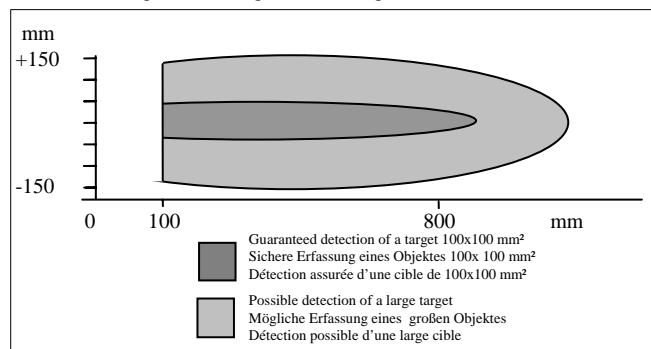 mm
+150
-150
0 100 800 mm
Guaranteed detection of a target 100x100 mm²
Sichere Erfassung eines Objektes 100x 100 mm²
Détection assurée d'une cible de 100x100 mm²
Possible detection of a large target
Mögliche Erfassung eines großen Objektes
Détection possible d'une large cible